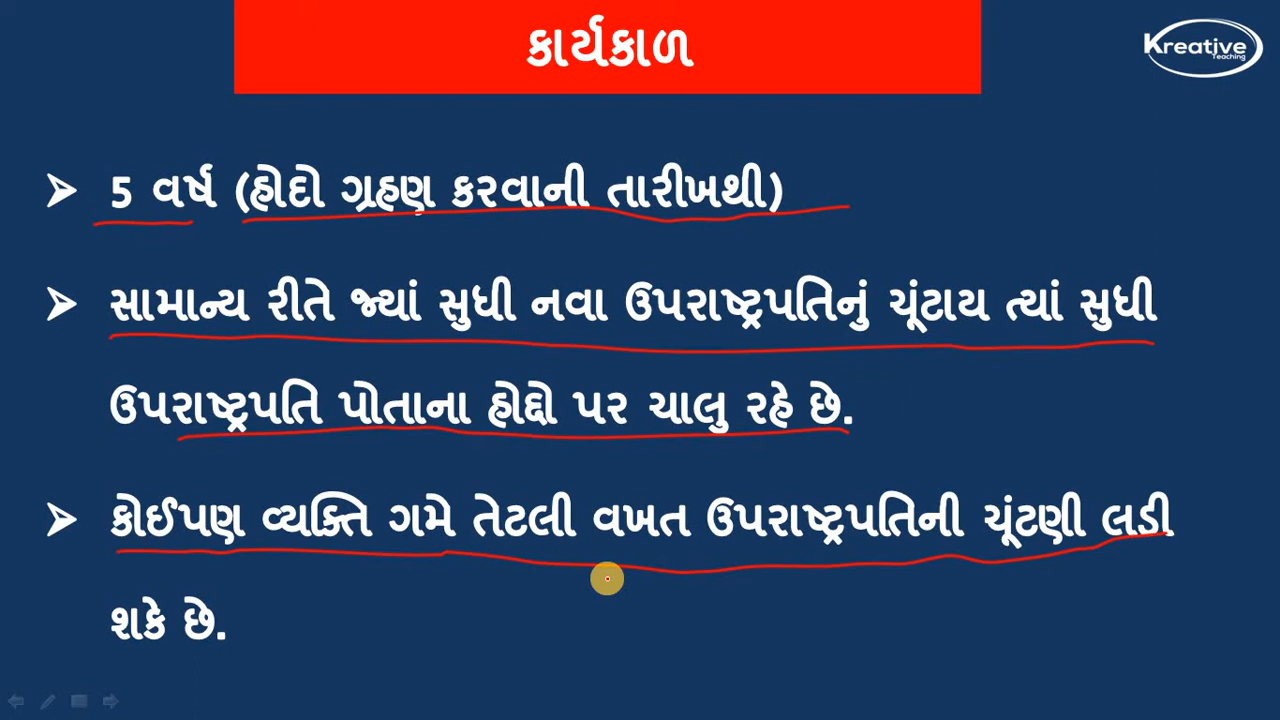 કાર્યકાળ
Kreative
Teaching
➢ 5 વર્ષ (હોદો ગ્રહણ કરવાની તારીખથી)
➢ સામાન્ય રીતે જ્યાં સુધી નવા ઉપરાષ્ટ્રપતિનું ચૂંટાય ત્યાં સુધી
ઉપરાષ્ટ્રપતિ પોતાના હોદ્દો પર ચાલુ રહે છે.
➢ કોઈપણ વ્યક્તિ ગમે તેટલી વખત ઉપરાષ્ટ્રપતિની ચૂંટણી લડી
શકે છે.